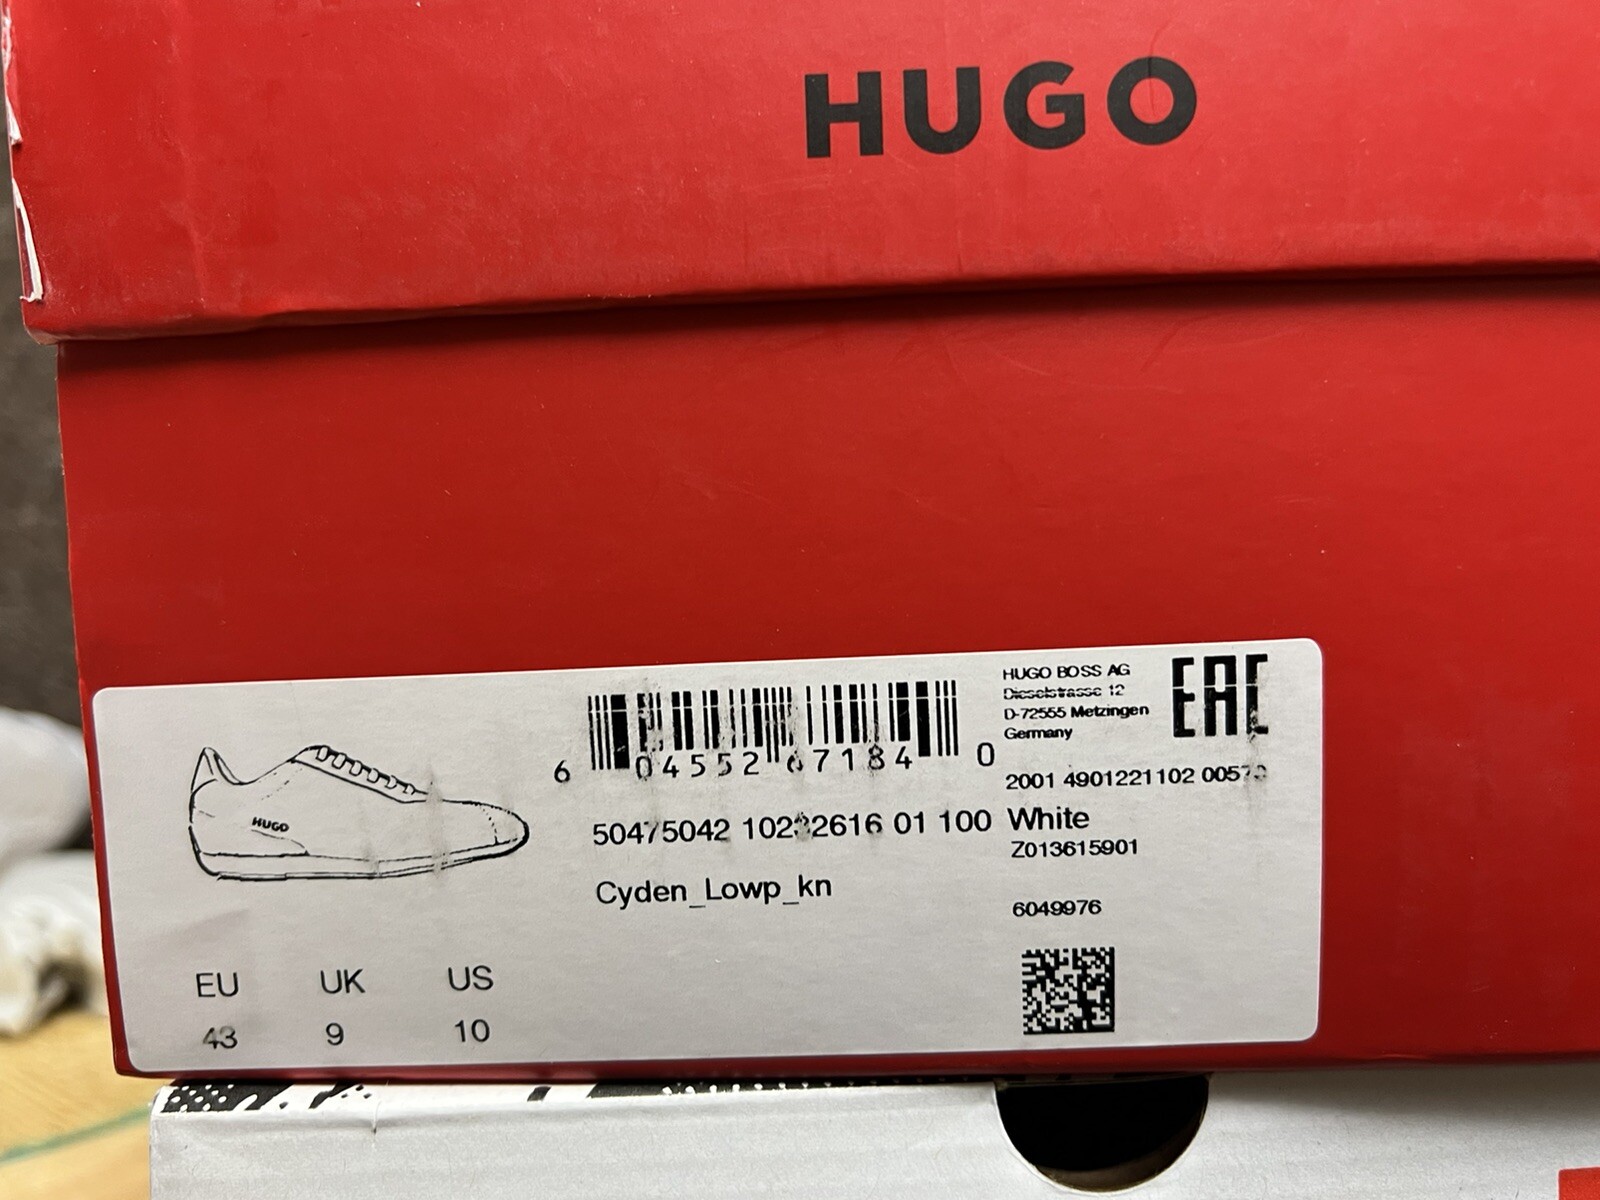 HUGO
HUGO BOSS AG
Dieselstrasse 12
D-72555 Metzingen
Germany
EAC
6 04552 67184 0
2001 4901221102
50475042 01 100 White
Z013615901
HUGO
Cyden_Lowp_kn
6049976
EU UK US
43 9 10